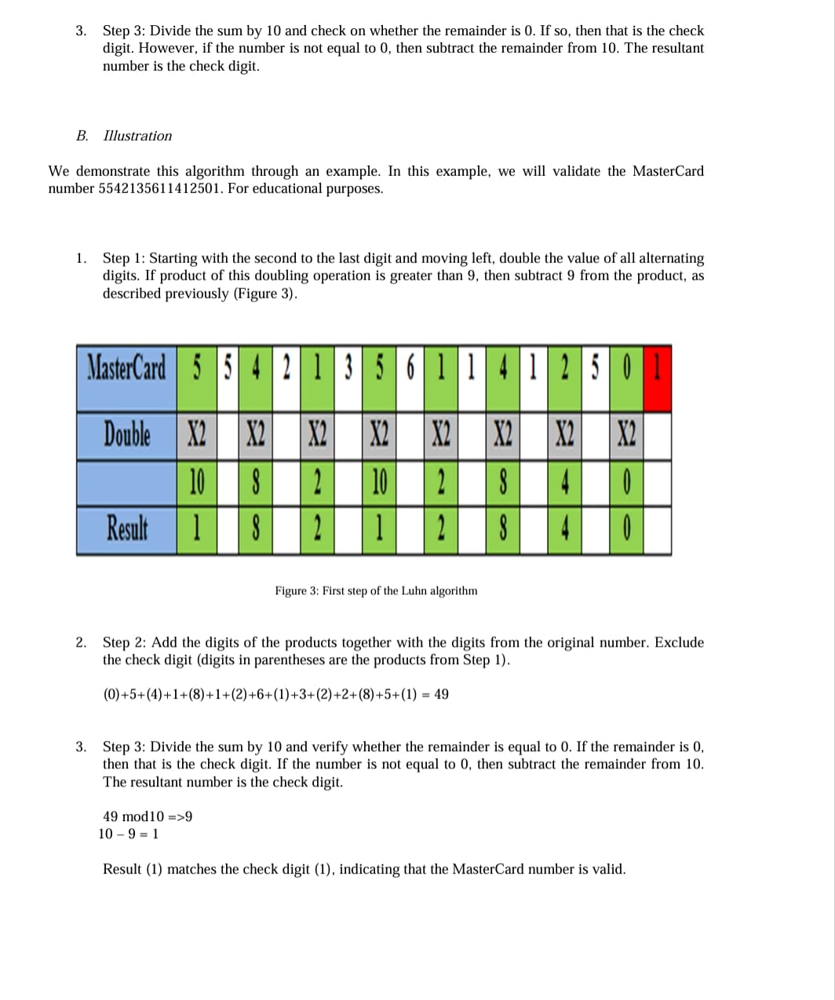 3. Step 3: Divide the sum by 10 and check on whether the remainder is 0. If so, then that is the check
digit. However, if the number is not equal to 0, then subtract the remainder from 10. The resultant
number is the check digit.
B. Illustration
We demonstrate this algorithm through an example. In this example, we will validate the MasterCard
number 5542135611412501. For educational purposes.
1. Step 1: Starting with the second to the last digit and moving left, double the value of all alternating
digits. If product of this doubling operation is greater than 9, then subtract 9 from the product, as
described previously (Figure 3).
MasterCard 5 5 4 2 1 3 5 6 1 1 4 1 2 5 0 1
Double X2 X2 X2 X2 X2 X2 X2 X2
10 8 2 10 2 8 4 0
Result 1 8 2 1 2 8 4 0
Figure 3: First step of the Luhn algorithm
2. Step 2: Add the digits of the products together with the digits from the original number. Exclude
the check digit (digits in parentheses are the products from Step 1).
(0)+5+(4)+1+(8)+1+(2)+6+(1)+3+(2)+2+(8)+5+(1) = 49
3. Step 3: Divide the sum by 10 and verify whether the remainder is equal to 0. If the remainder is 0,
then that is the check digit. If the number is not equal to 0, then subtract the remainder from 10.
The resultant number is the check digit.
49 mod10 =>9
10 – 9 = 1
Result (1) matches the check digit (1), indicating that the MasterCard number is valid.